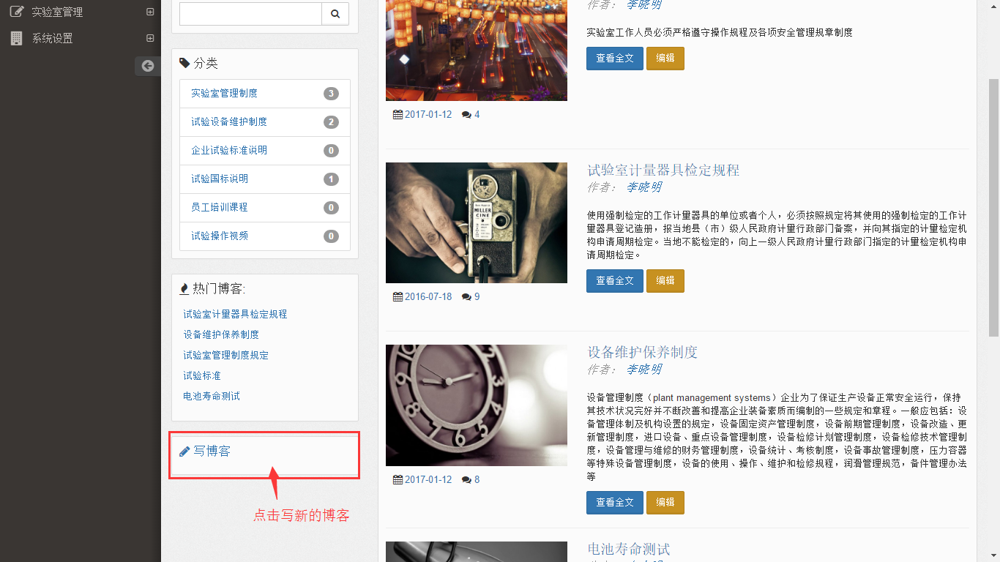 实验室管理
系统设置
分类
实验室管理制度 3
试验设备维护制度 2
企业试验标准说明 0
试验国标说明 1
员工培训课程 0
试验操作视频 0
热门博客:
试验室计量器具检定规程
设备维护保养制度
试验室管理制度规定
试验标准
电池寿命测试
写博客
点击写新的博客
作者： 李晓明
实验室工作人员必须严格遵守操作规程及各项安全管理规章制度
查看全文 编辑
2017-01-12 4
试验室计量器具检定规程
作者： 李晓明
使用强制检定的工作计量器具的单位或者个人，必须按照规定将其使用的强制检定的工作计
量器具登记造册，报当地县（市）级人民政府计量行政部门备案，并向其指定的计量检定机
构申请周期检定。当地不能检定的，向上一级人民政府计量行政部门指定的计量检定机构申
请周期检定。
查看全文 编辑
MILLER
CINE
2016-07-18 9
设备维护保养制度
作者： 李晓明
设备管理制度（plant management systems）企业为了保证生产设备正常安全运行，保持
其技术状况完好并不断改善和提高企业装备素质而编制的一些规定和章程。一般应包括：设
备管理体制及机构设置的规定，设备固定资产管理制度，设备前期管理制度，设备改造、更
新管理制度，进口设备、重点设备管理制度，设备检修计划管理制度，设备检修技术管理制
度，设备管理与维修的财务管理制度，设备统计、考核制度，设备事故管理制度，压力容器
等特殊设备管理制度，设备的使用、操作、维护和检修规程，润滑管理规范，备件管理办法
等
查看全文 编辑
2017-01-12 8
电池寿命测试